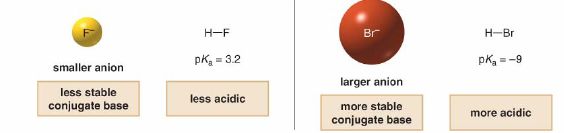 F⁻
H—F
pKa = 3.2
smaller anion
less stable
conjugate base
less acidic
Br⁻
H—Br
pKa = −9
larger anion
more stable
conjugate base
more acidic